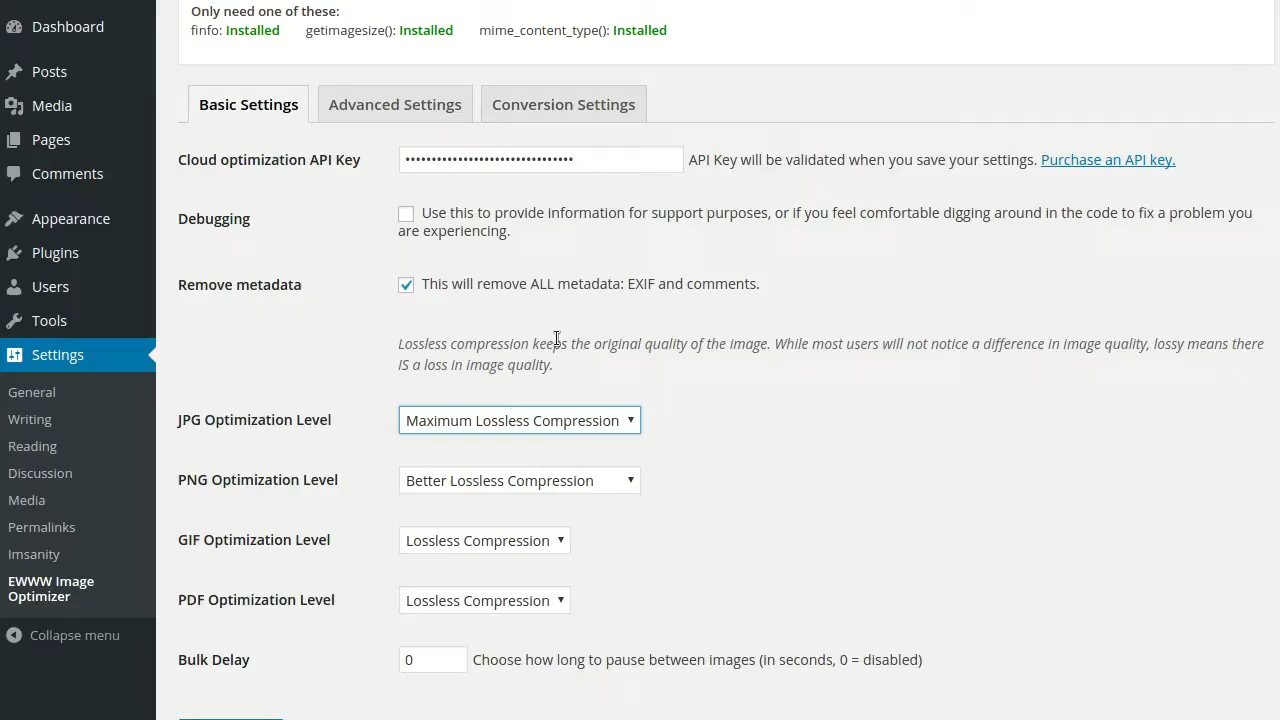 Dashboard
Posts
Media
Pages
Comments
Appearance
Plugins
Users
Tools
Settings
General
Writing
Reading
Discussion
Media
Permalinks
Imsanity
EWWW Image
Optimizer
Collapse menu
Only need one of these:
finfo: Installed getimagesize(): Installed mime_content_type(): Installed
Basic Settings Advanced Settings Conversion Settings
Cloud optimization API Key API Key will be validated when you save your settings. Purchase an API key.
Debugging Use this to provide information for support purposes, or if you feel comfortable digging around in the code to fix a problem you
are experiencing.
Remove metadata This will remove ALL metadata: EXIF and comments.
Lossless compression keeps the original quality of the image. While most users will not notice a difference in image quality, lossy means there
IS a loss in image quality.
JPG Optimization Level Maximum Lossless Compression
PNG Optimization Level Better Lossless Compression
GIF Optimization Level Lossless Compression
PDF Optimization Level Lossless Compression
Bulk Delay 0 Choose how long to pause between images (in seconds, 0 = disabled)